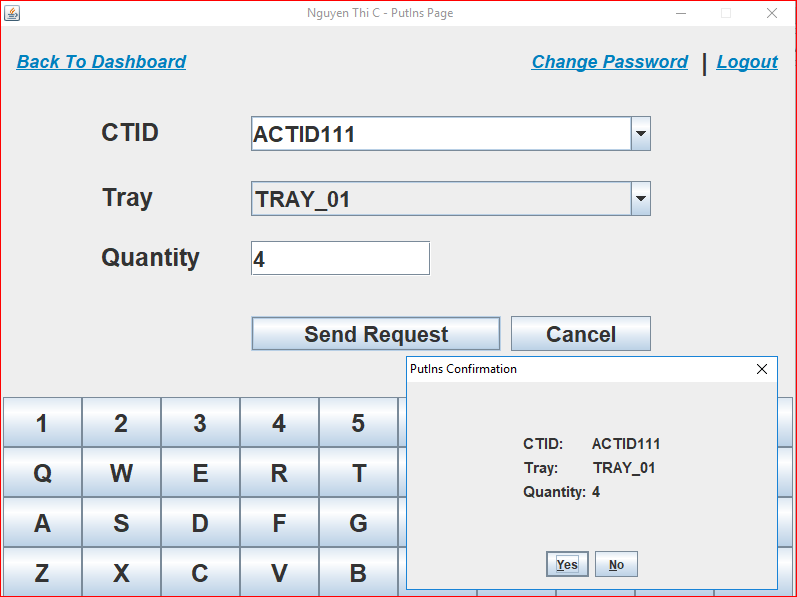 Nguyen Thi C - PutIns Page
Back To Dashboard Change Password | Logout
CTID ACTID111
Tray TRAY_01
Quantity 4
Send Request Cancel
PutIns Confirmation
CTID: ACTID111
Tray: TRAY_01
Quantity: 4
Yes No
1 2 3 4 5
Q W E R T
A S D F G
Z X C V B